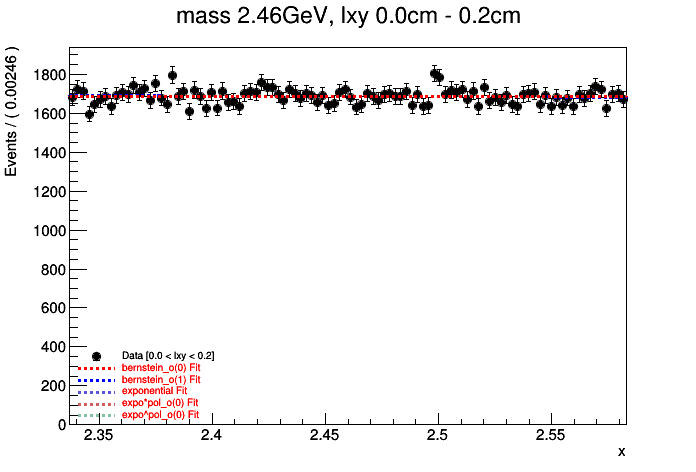 mass 2.46GeV, lxy 0.0cm - 0.2cm
Events / ( 0.00246 )
1800
1600
1400
1200
1000
800
600
400
200
0
Data [0.0 < lxy < 0.2]
bernstein_o(0) Fit
bernstein_o(1) Fit
exponential Fit
expo*pol_o(0) Fit
expo^pol_o(0) Fit
2.35 2.4 2.45 2.5 2.55
x